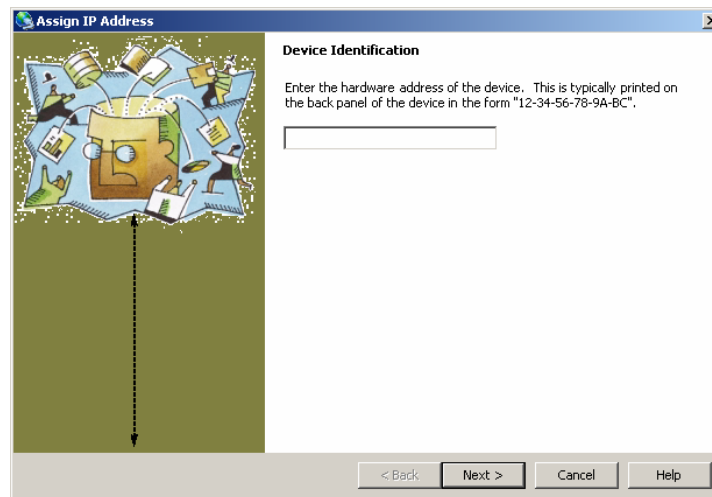 Assign IP Address
Device Identification
Enter the hardware address of the device.  This is typically printed on
the back panel of the device in the form "12-34-56-78-9A-BC".
< Back
Next >
Cancel
Help